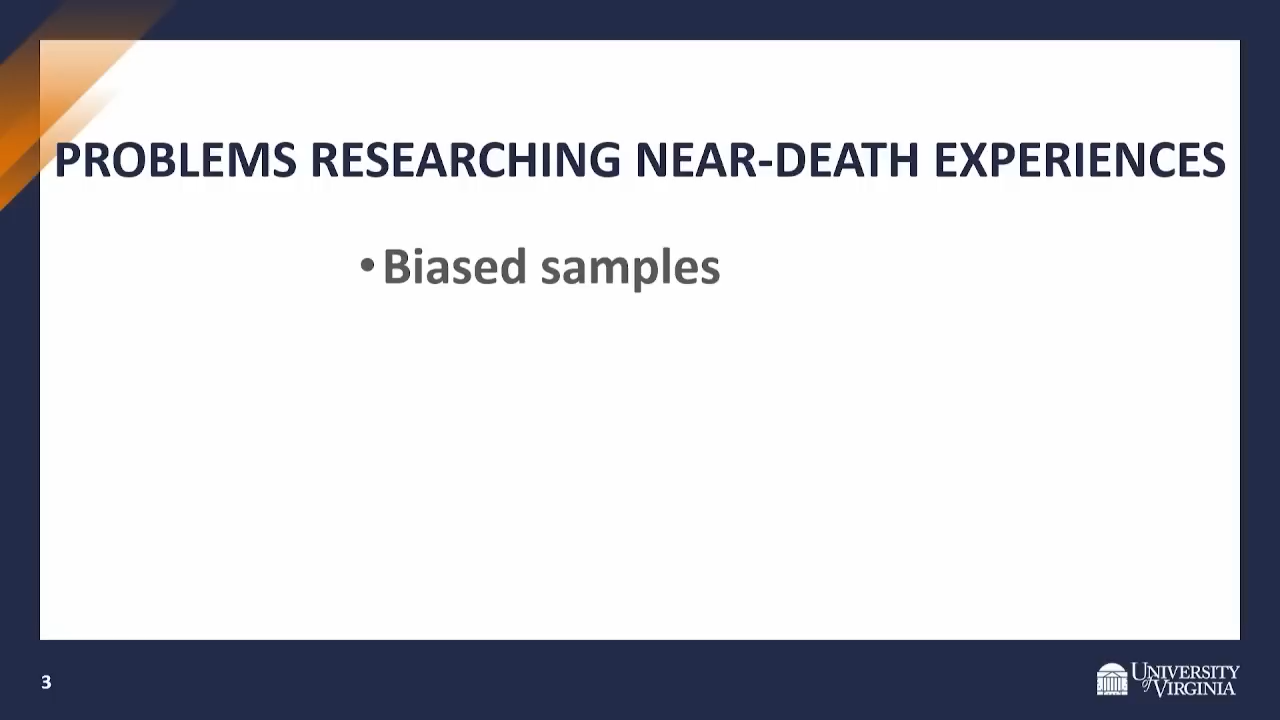 PROBLEMS RESEARCHING NEAR-DEATH EXPERIENCES
•Biased samples
3
UNIVERSITY
of VIRGINIA